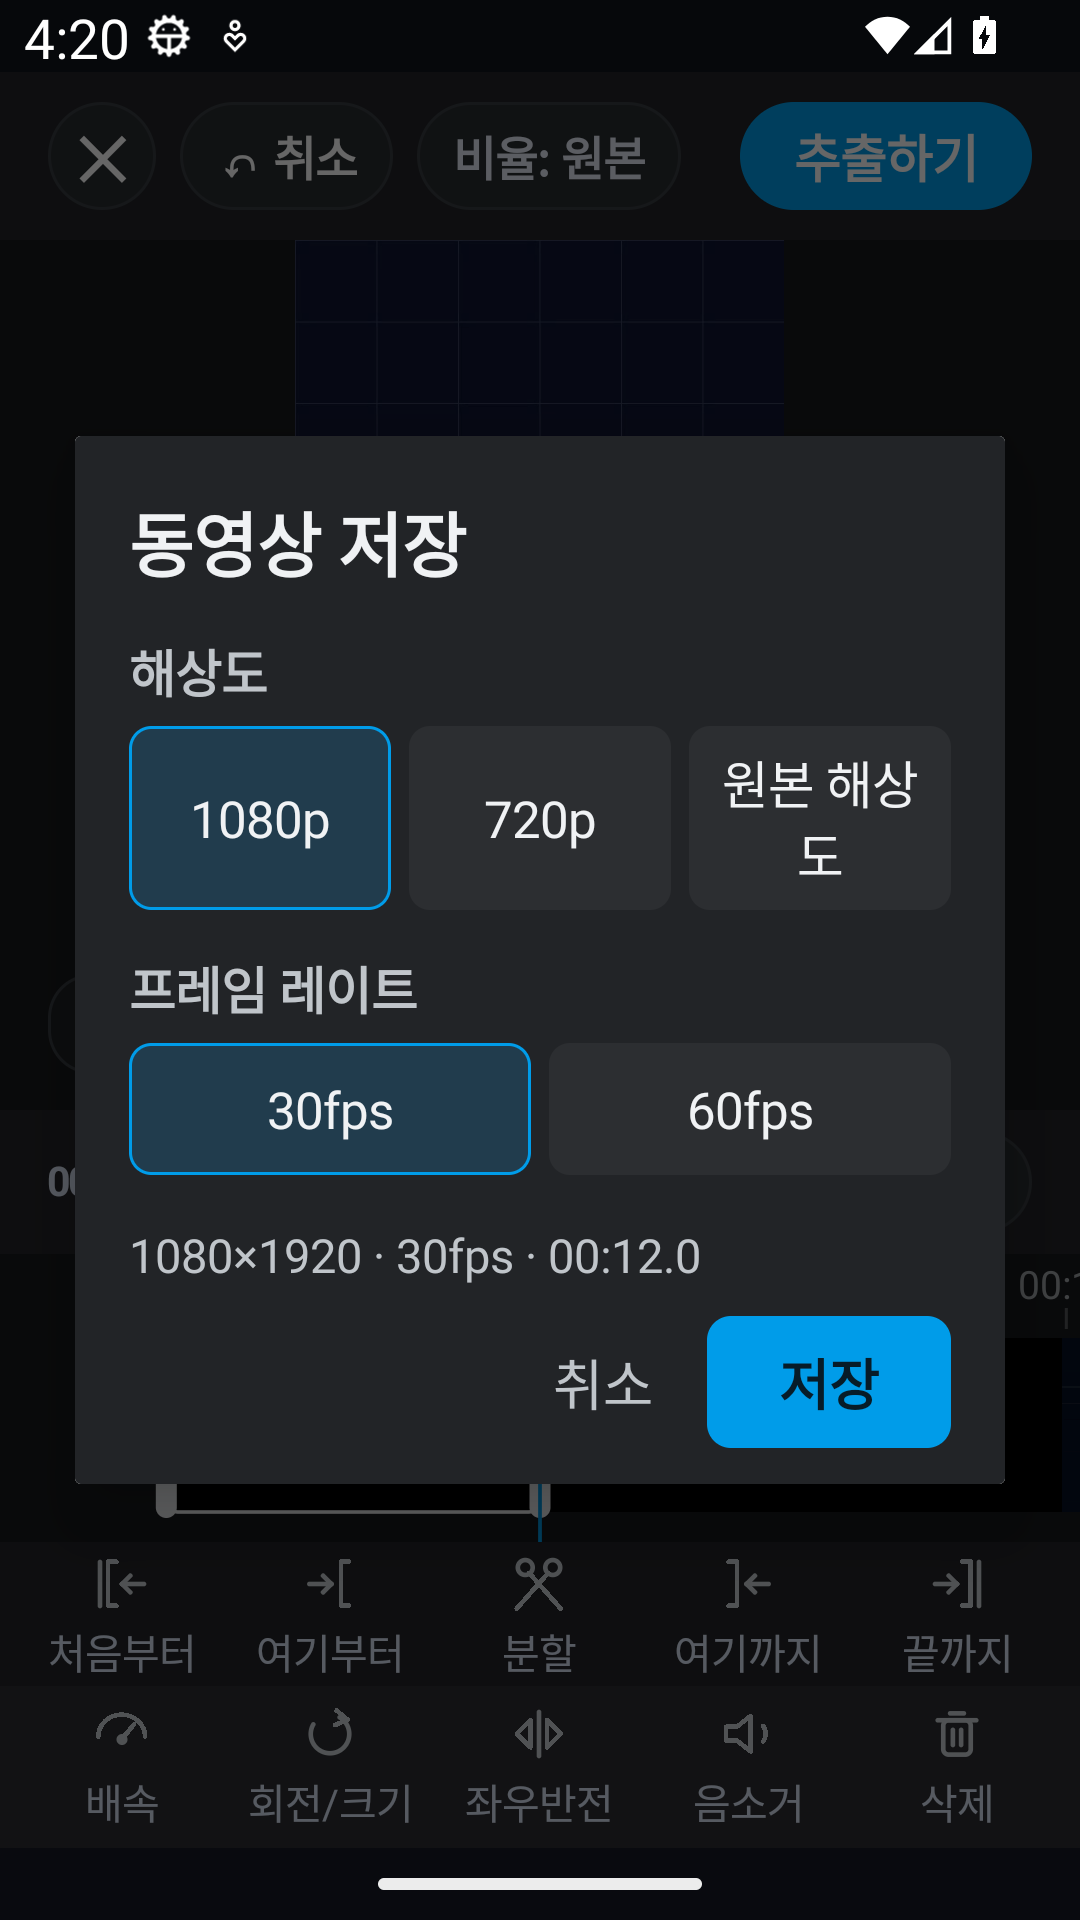 4:20
취소
비율: 원본
추출하기
동영상 저장
해상도
1080p
720p
원본 해상
도
프레임 레이트
30fps
60fps
1080×1920 · 30fps · 00:12.0
취소
저장
처음부터
여기부터
분할
여기까지
끝까지
배속
회전/크기
좌우반전
음소거
삭제